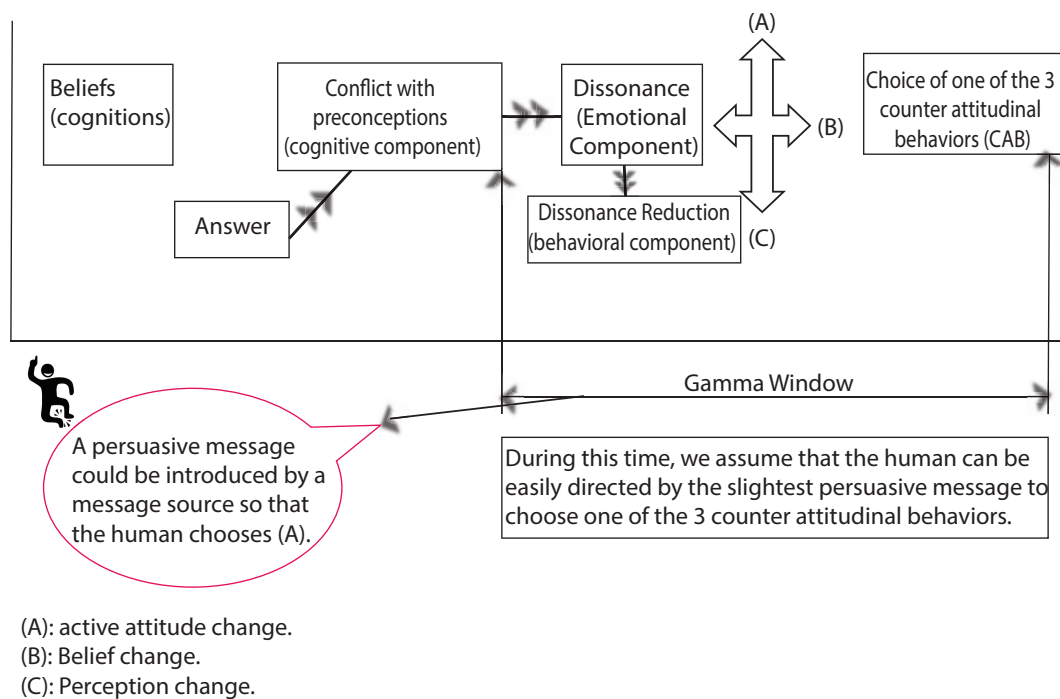 (A)
Beliefs
(cognitions)
Conflict with
preconceptions
(cognitive component)
Dissonance
(Emotional
Component)
(B)
Choice of one of the 3
counter attitudinal
behaviors (CAB)
Answer
Dissonance Reduction
(behavioral component)
(C)
Gamma Window
A persuasive message
could be introduced by a
message source so that
the human chooses (A).
During this time, we assume that the human can be
easily directed by the slightest persuasive message to
choose one of the 3 counter attitudinal behaviors.
(A): active attitude change.
(B): Belief change.
(C): Perception change.